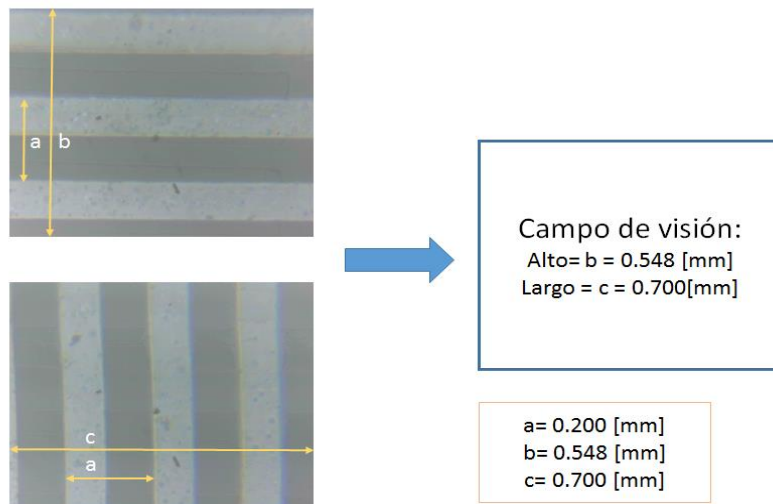 a
b
c
a
Campo de visión:
Alto= b = 0.548 [mm]
Largo = c = 0.700[mm]
a= 0.200 [mm]
b= 0.548 [mm]
c= 0.700 [mm]